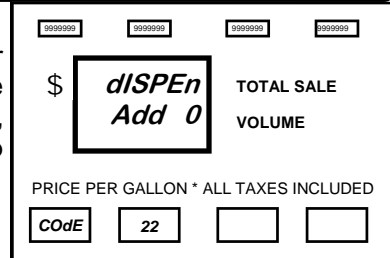 9999999 9999999 9999999 9999999
$ dISPEn TOTAL SALE
Add 0 VOLUME
PRICE PER GALLON * ALL TAXES INCLUDED
COdE 22